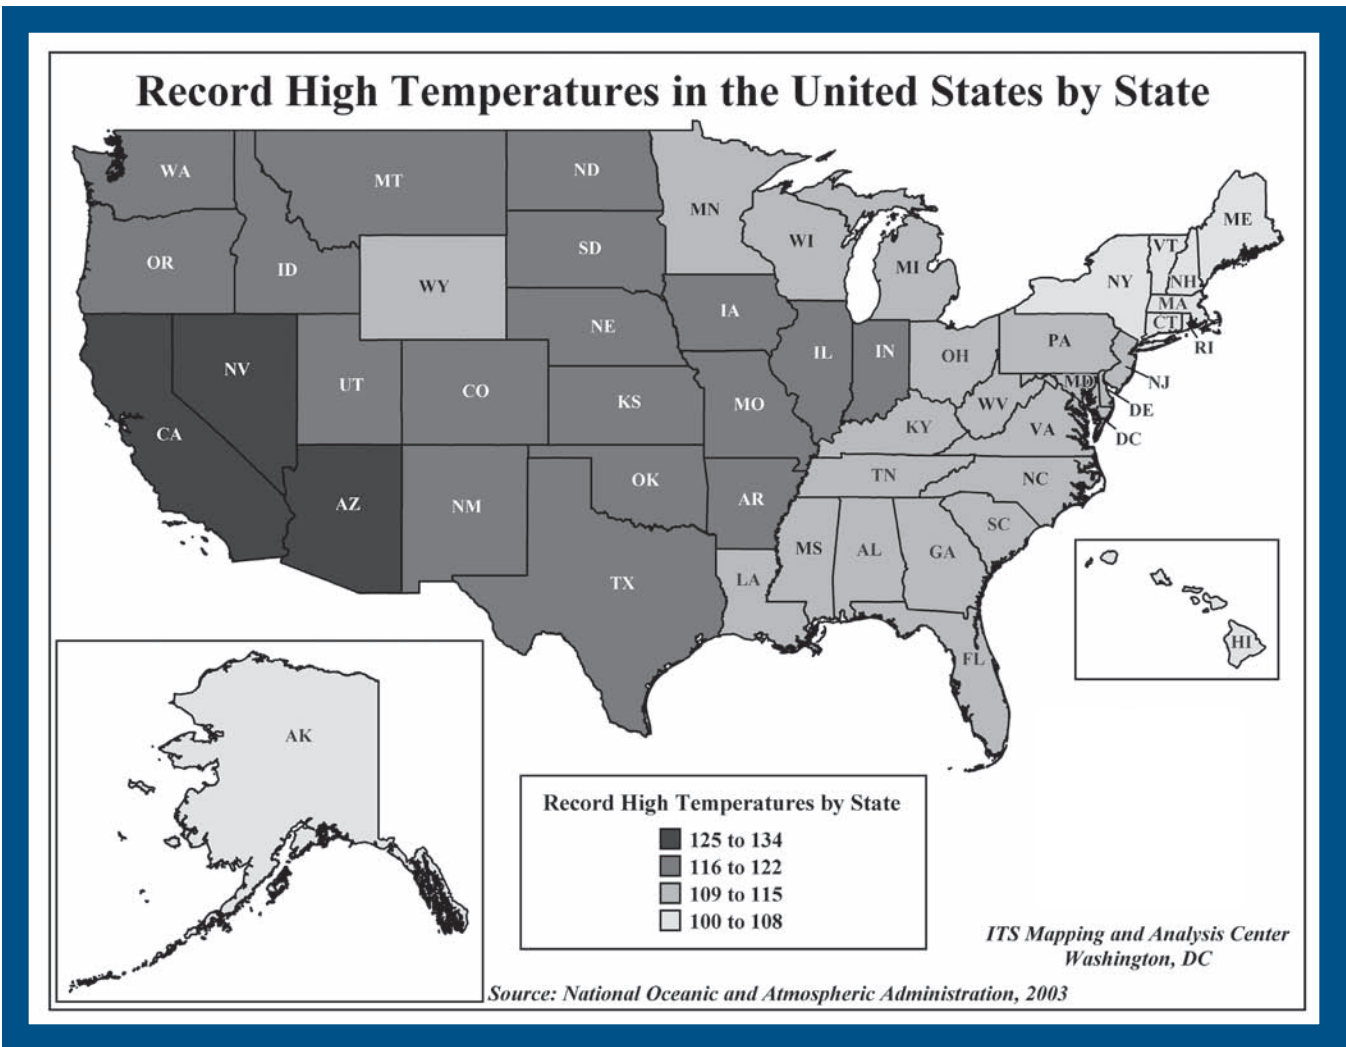 Record High Temperatures in the United States by State
WA
MT
ND
MN
OR
ID
WY
SD
WI
MI
ME
VT
NH
NY
MA
CT
RI
NV
UT
CO
NE
IA
IL
IN
OH
PA
NJ
CA
KS
MO
KY
WV
MD
DE
VA
DC
AZ
NM
OK
AR
TN
NC
TX
LA
MS
AL
GA
SC
FL
HI
AK
Record High Temperatures by State
125 to 134
116 to 122
109 to 115
100 to 108
ITS Mapping and Analysis Center
Washington, DC
Source: National Oceanic and Atmospheric Administration, 2003